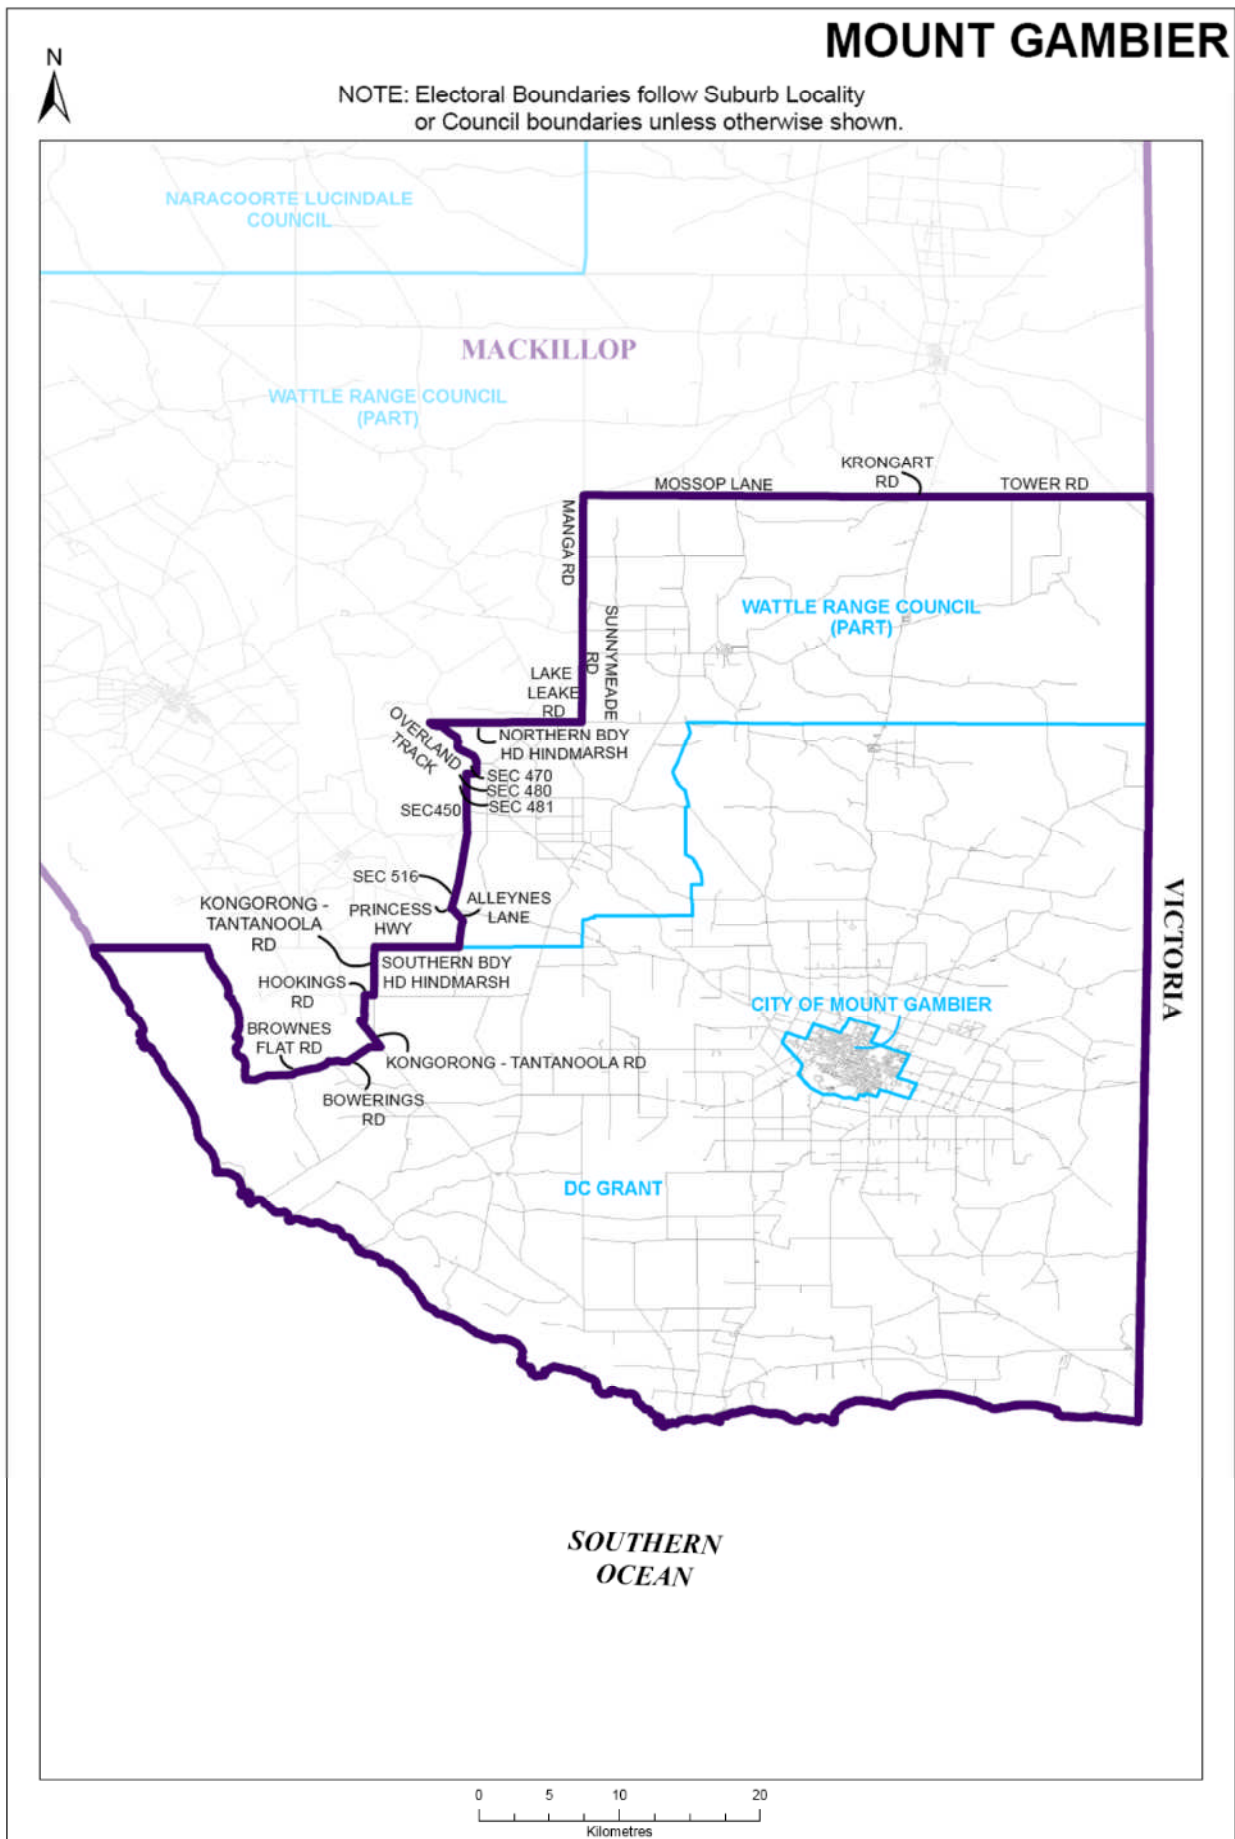 MOUNT GAMBIER
N
NOTE: Electoral Boundaries follow Suburb Locality
or Council boundaries unless otherwise shown.
NARACOORTE LUCINDALE
COUNCIL
MACKILLOP
WATTLE RANGE COUNCIL
(PART)
KRONGART
RD
MOSSOP LANE
TOWER RD
MANGA RD
SUNNYMEADE
RD
WATTLE RANGE COUNCIL
(PART)
LAKE
LEAKE
RD
OVERLAND
TRACK
NORTHERN BDY
HD HINDMARSH
SEC 470
SEC 480
SEC 481
SEC450
SEC 516
ALLEYNES
LANE
PRINCESS
HWY
KONGORONG -
TANTANOOLA
RD
SOUTHERN BDY
HD HINDMARSH
HOOKINGS
RD
BROWNES
FLAT RD
KONGORONG - TANTANOOLA RD
BOWERINGS
RD
CITY OF MOUNT GAMBIER
VICTORIA
DC GRANT
SOUTHERN
OCEAN
0 5 10 20
Kilometres